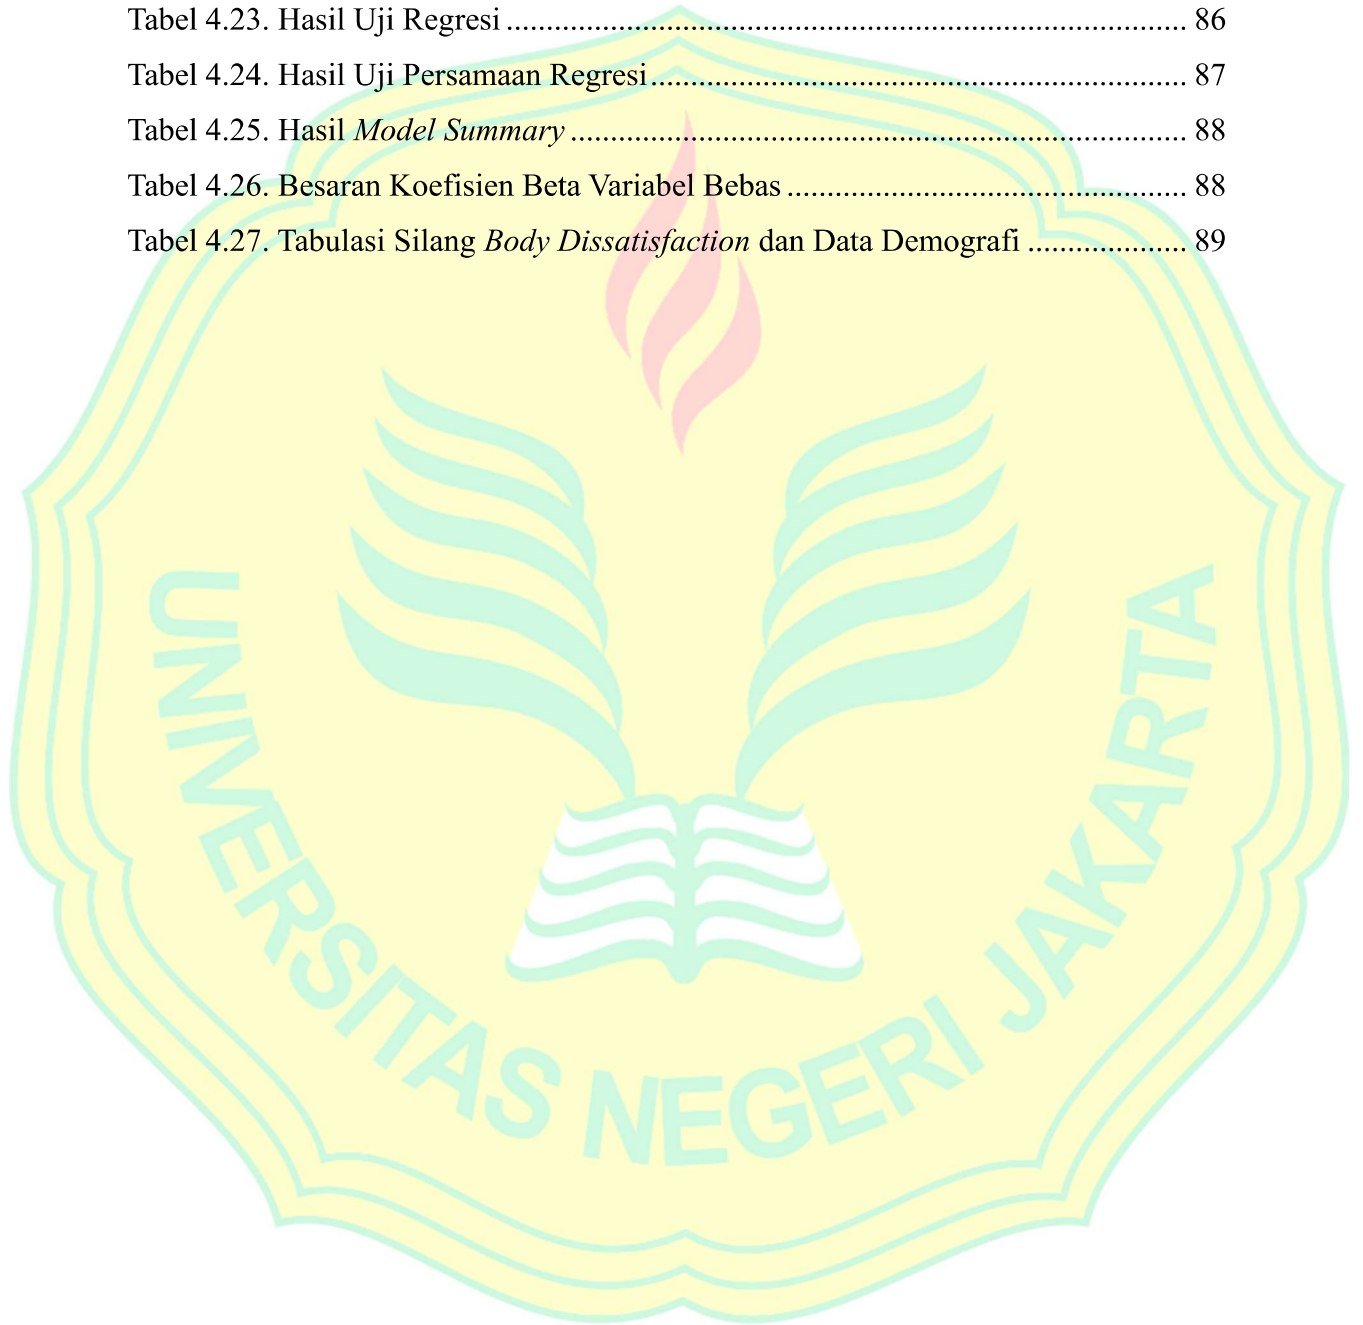 Tabel 4.23. Hasil Uji Regresi ..................................................................................... 86
Tabel 4.24. Hasil Uji Persamaan Regresi................................................................... 87
Tabel 4.25. Hasil Model Summary ............................................................................. 88
Tabel 4.26. Besaran Koefisien Beta Variabel Bebas .................................................. 88
Tabel 4.27. Tabulasi Silang Body Dissatisfaction dan Data Demografi .................... 89
UNIVERSITAS NEGERI JAKARTA